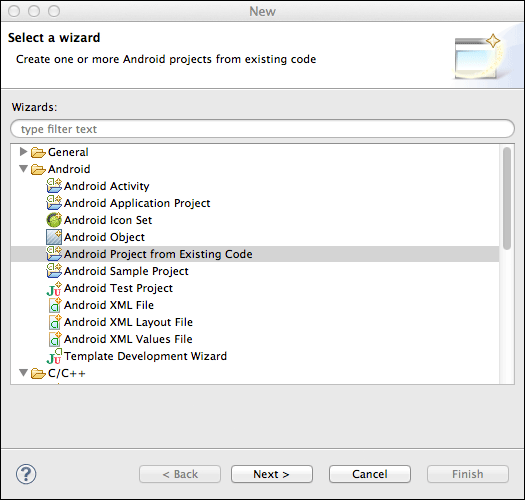 New
Select a wizard
Create one or more Android projects from existing code
Wizards:
type filter text
General
Android
Android Activity
Android Application Project
Android Icon Set
Android Object
Android Project from Existing Code
Android Sample Project
Android Test Project
Android XML File
Android XML Layout File
Android XML Values File
Template Development Wizard
C/C++
? < Back Next > Cancel Finish